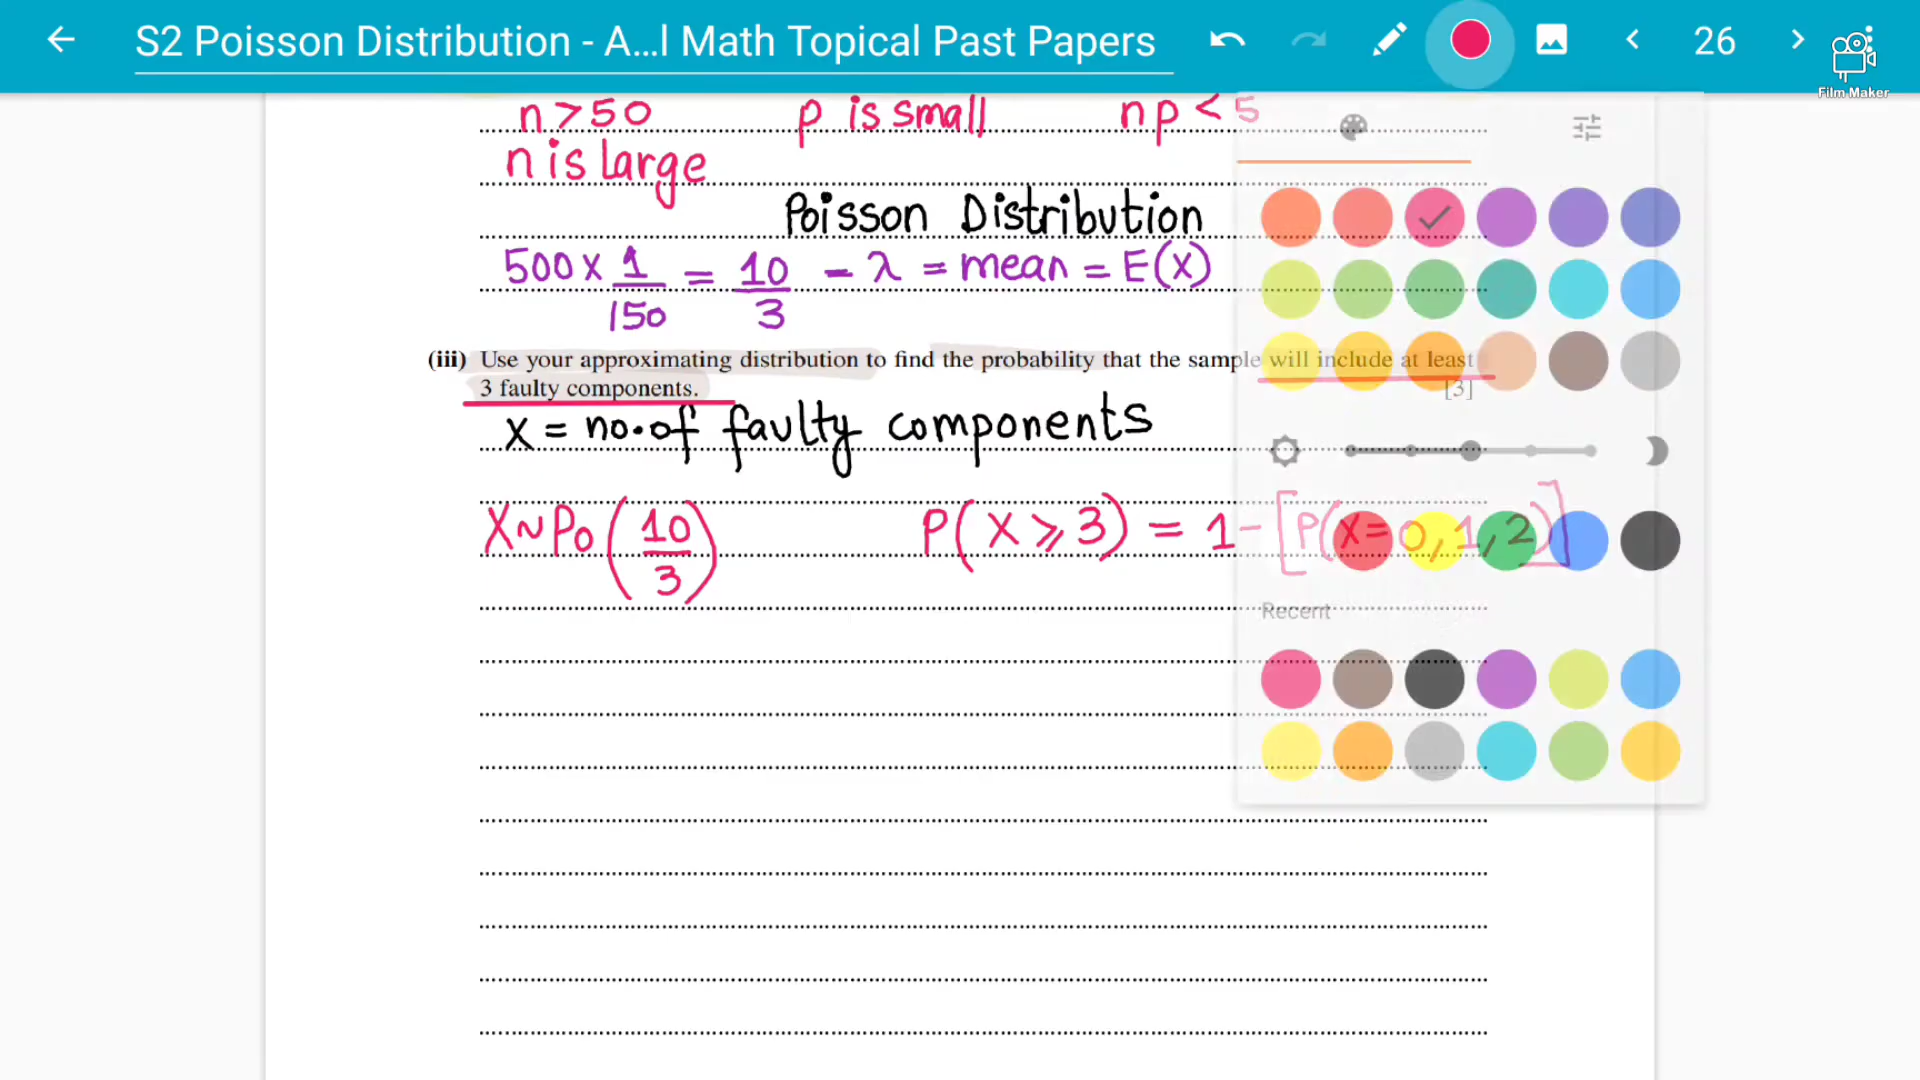 S2 Poisson Distribution - A...l Math Topical Past Papers
26
Film Maker
n > 50 p is small n p < 5
n is large
Poisson Distribution
500 x 1/150 = 10/3 - λ = mean = E(X)
(iii) Use your approximating distribution to find the probability that the sample will include at least
3 faulty components. [3]
X = no. of faulty components
X ~ Po (10/3) P(X ⩾ 3) = 1 - [P(X = 0, 1, 2)]
Recent